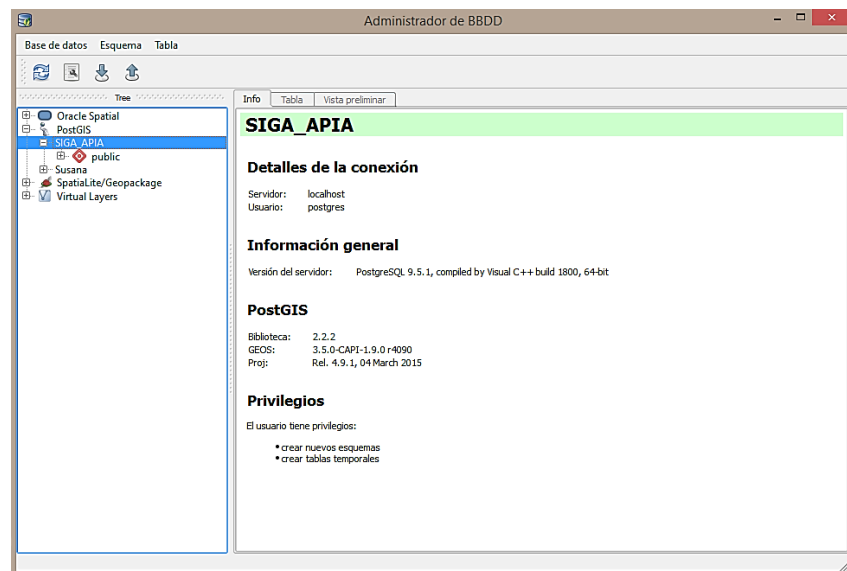 Administrador de BBDD
Base de datos Esquema Tabla
Tree
Oracle Spatial
PostGIS
SIGA_APIA
public
Susana
SpatiaLite/Geopackage
Virtual Layers
Info Tabla Vista preliminar
SIGA_APIA
Detalles de la conexión
Servidor: localhost
Usuario: postgres
Información general
Versión del servidor: PostgreSQL 9.5.1, compiled by Visual C++ build 1800, 64-bit
PostGIS
Biblioteca: 2.2.2
GEOS: 3.5.0-CAPI-1.9.0 r4090
Proj: Rel. 4.9.1, 04 March 2015
Privilegios
El usuario tiene privilegios:
• crear nuevos esquemas
• crear tablas temporales